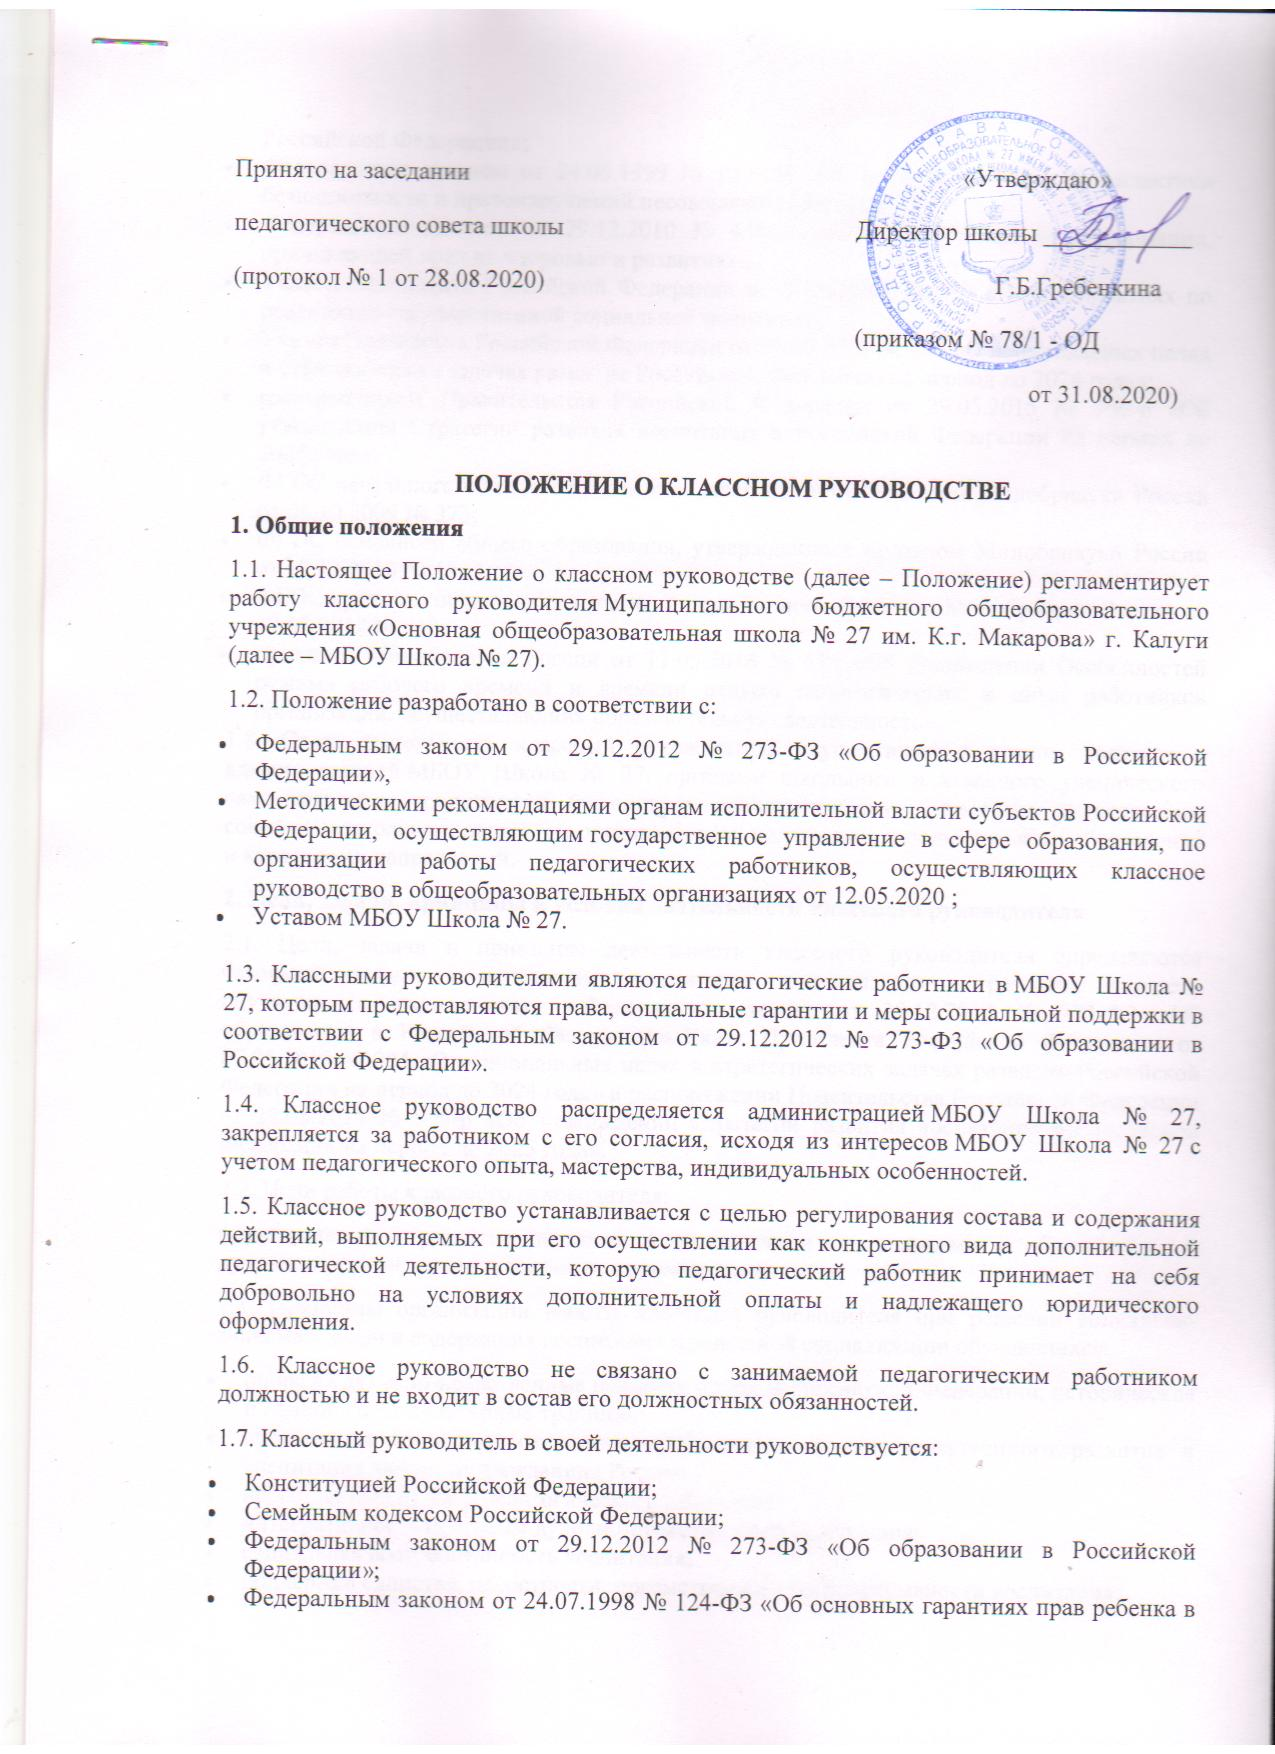 Принято на заседании
«Утверждаю»
педагогического совета школы
Директор школы
(протокол № 1 от 28.08.2020)
Г.Б.Гребенкина
(приказом № 78/1 - ОД
от 31.08.2020)
ПОЛОЖЕНИЕ О КЛАССНОМ РУКОВОДСТВЕ
1. Общие положения
1.1. Настоящее Положение о классном руководстве (далее – Положение) регламентирует
работу классного руководителя Муниципального бюджетного общеобразовательного
учреждения «Основная общеобразовательная школа № 27 им. К.г. Макарова» г. Калуги
(далее – МБОУ Школа № 27).
1.2. Положение разработано в соответствии с:
• Федеральным законом от 29.12.2012 № 273-ФЗ «Об образовании в Российской
Федерации»,
• Методическими рекомендациями органам исполнительной власти субъектов Российской
Федерации, осуществляющим государственное управление в сфере образования, по
организации работы педагогических работников, осуществляющих классное
руководство в общеобразовательных организациях от 12.05.2020 ;
• Уставом МБОУ Школа № 27.
1.3. Классными руководителями являются педагогические работники в МБОУ Школа №
27, которым предоставляются права, социальные гарантии и меры социальной поддержки в
соответствии с Федеральным законом от 29.12.2012 № 273-ФЗ «Об образовании в
Российской Федерации».
1.4. Классное руководство распределяется администрацией МБОУ Школа № 27,
закрепляется за работником с его согласия, исходя из интересов МБОУ Школа № 27 с
учетом педагогического опыта, мастерства, индивидуальных особенностей.
1.5. Классное руководство устанавливается с целью регулирования состава и содержания
действий, выполняемых при его осуществлении как конкретного вида дополнительной
педагогической деятельности, которую педагогический работник принимает на себя
добровольно на условиях дополнительной оплаты и надлежащего юридического
оформления.
1.6. Классное руководство не связано с занимаемой педагогическим работником
должностью и не входит в состав его должностных обязанностей.
1.7. Классный руководитель в своей деятельности руководствуется:
• Конституцией Российской Федерации;
• Семейным кодексом Российской Федерации;
• Федеральным законом от 29.12.2012 № 273-ФЗ «Об образовании в Российской
Федерации»;
• Федеральным законом от 24.07.1998 № 124-ФЗ «Об основных гарантиях прав ребенка в